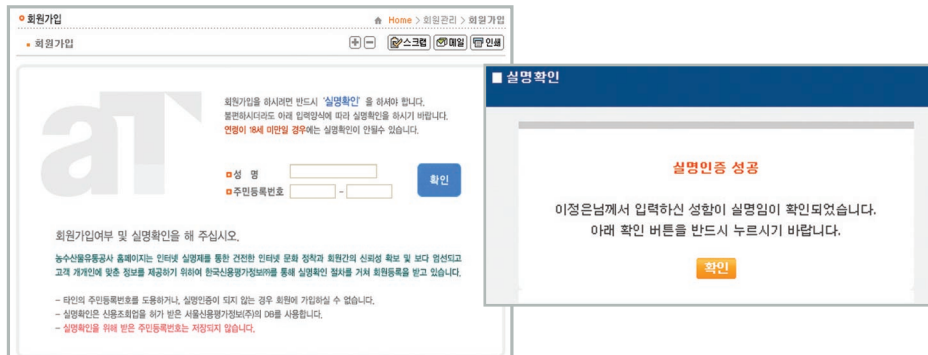 회원가입
Home > 회원관리 > 회원가입
회원가입
스크랩 메일 인쇄
aT
회원가입을 하시려면 반드시 '실명확인' 을 하셔야 합니다.
불편하시더라도 아래 입력양식에 따라 실명확인을 하시기 바랍니다.
연령이 18세 미만일 경우에는 실명확인이 안될수 있습니다.
성 명
주민등록번호 -
확인
회원가입여부 및 실명확인을 해 주십시오.
농수산물유통공사 홈페이지는 인터넷 실명제를 통한 건전한 인터넷 문화 정착과 회원간의 신뢰성 확보 및 보다 엄선되고
고객 개개인에 맞춘 정보를 제공하기 위하여 한국신용평가정보㈜를 통해 실명확인 절차를 거쳐 회원등록을 받고 있습니다.
- 타인의 주민등록번호를 도용하거나, 실명인증이 되지 않는 경우 회원에 가입하실 수 없습니다.
- 실명확인은 신용조회업을 허가 받은 서울신용평가정보(주)의 DB를 사용합니다.
- 실명확인을 위해 받은 주민등록번호는 저장되지 않습니다.
실명확인
실명인증 성공
이정은님께서 입력하신 성함이 실명임이 확인되었습니다.
아래 확인 버튼을 반드시 누르시기 바랍니다.
확인